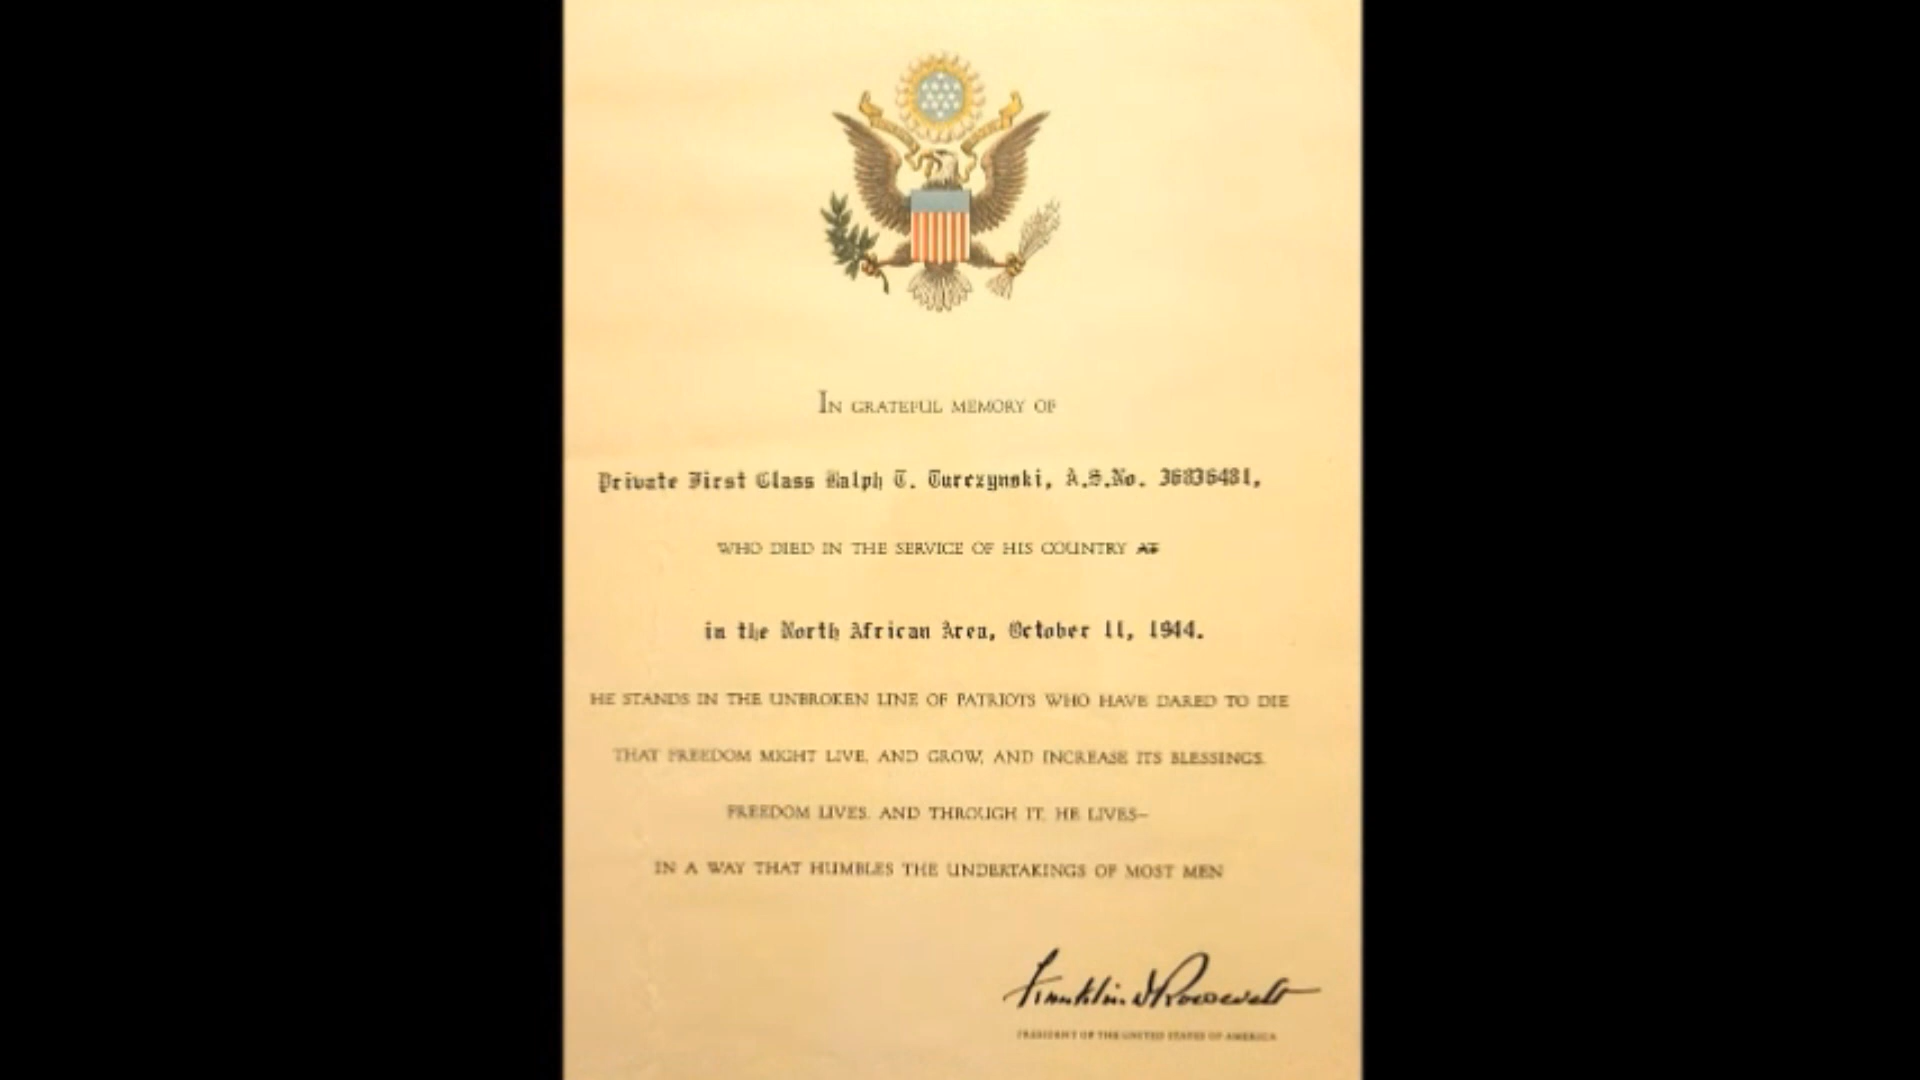 In grateful memory of
Private First Class Ralph T. Turczynski, A.S.No. 36836481,
WHO DIED IN THE SERVICE OF HIS COUNTRY AT
in the North African Area, October 11, 1944.
HE STANDS IN THE UNBROKEN LINE OF PATRIOTS WHO HAVE DARED TO DIE
THAT FREEDOM MIGHT LIVE, AND GROW, AND INCREASE ITS BLESSINGS.
FREEDOM LIVES, AND THROUGH IT, HE LIVES—
IN A WAY THAT HUMBLES THE UNDERTAKINGS OF MOST MEN
Franklin D Roosevelt
PRESIDENT OF THE UNITED STATES OF AMERICA